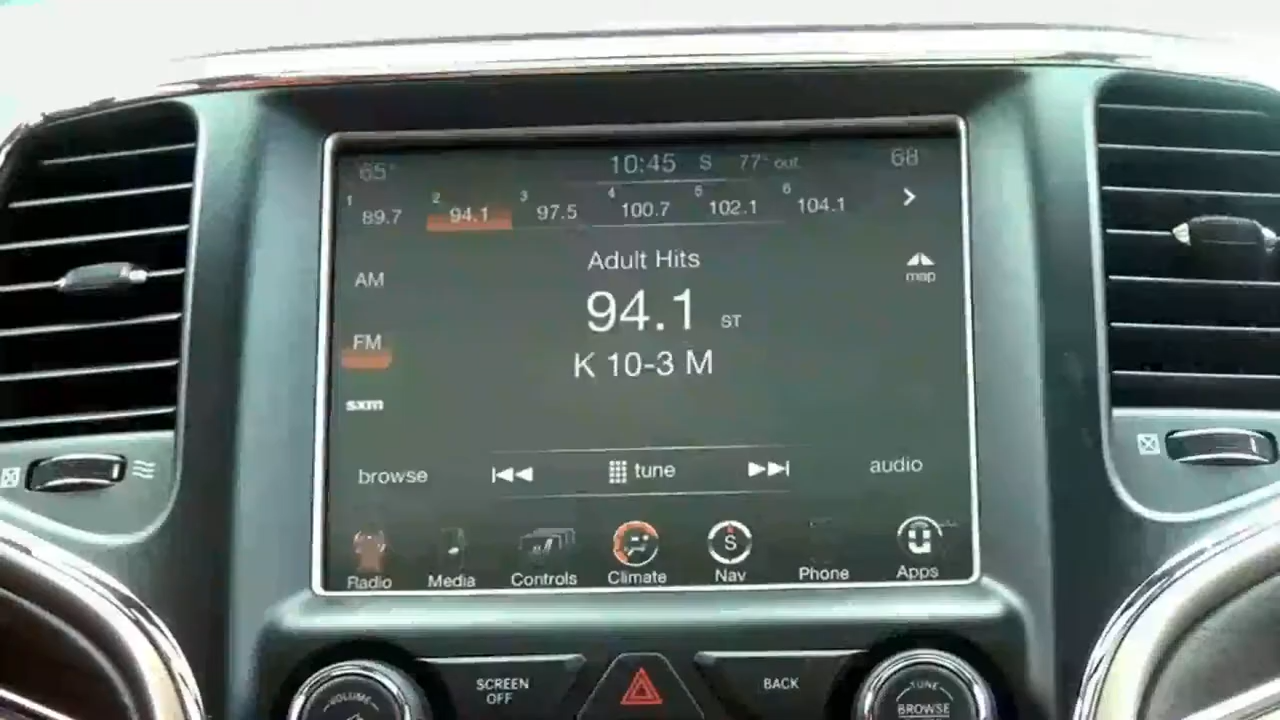 65° 10:45 S 77° out 68
1 89.7 2 94.1 3 97.5 4 100.7 5 102.1 6 104.1
AM
FM
sxm
Adult Hits
94.1 ST
K 10-3 M
map
browse tune audio
Radio Media Controls Climate S Nav Phone Apps
VOLUME
SCREEN
OFF
BACK
TUNE
BROWSE